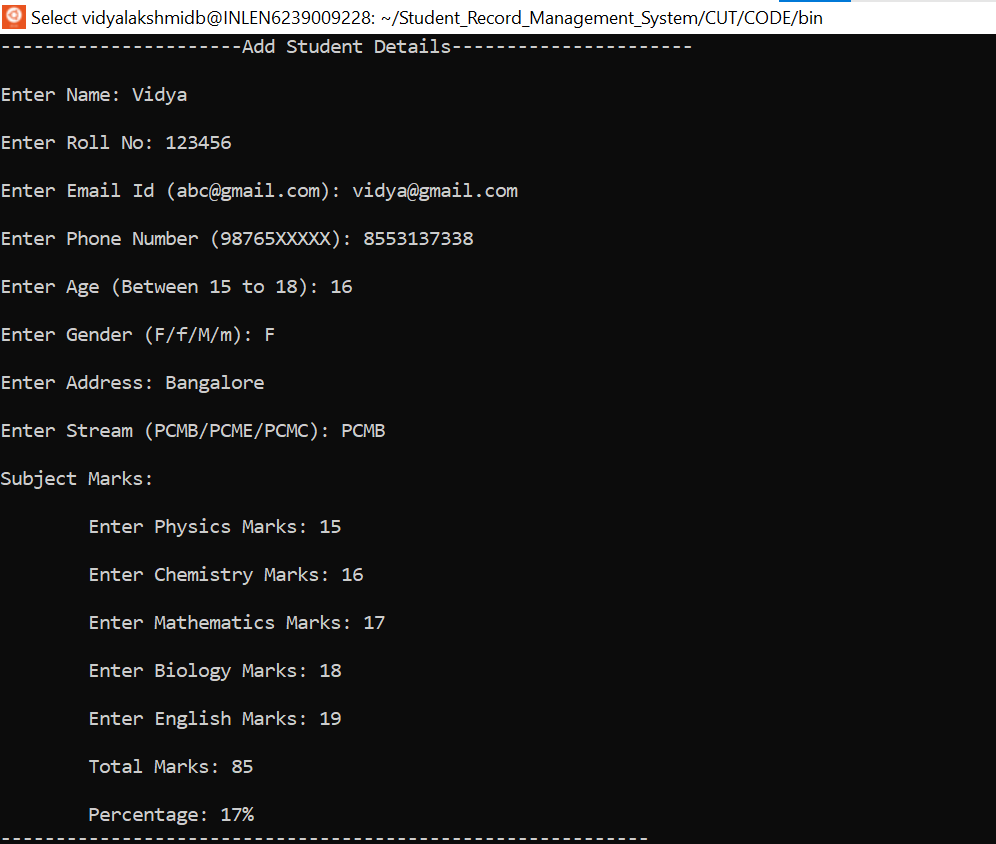 Select vidyalakshmidb@INLEN6239009228: ~/Student_Record_Management_System/CUT/CODE/bin
----------------------Add Student Details----------------------
Enter Name: Vidya
Enter Roll No: 123456
Enter Email Id (abc@gmail.com): vidya@gmail.com
Enter Phone Number (98765XXXXX): 8553137338
Enter Age (Between 15 to 18): 16
Enter Gender (F/f/M/m): F
Enter Address: Bangalore
Enter Stream (PCMB/PCME/PCMC): PCMB
Subject Marks:
Enter Physics Marks: 15
Enter Chemistry Marks: 16
Enter Mathematics Marks: 17
Enter Biology Marks: 18
Enter English Marks: 19
Total Marks: 85
Percentage: 17%
-----------------------------------------------------------